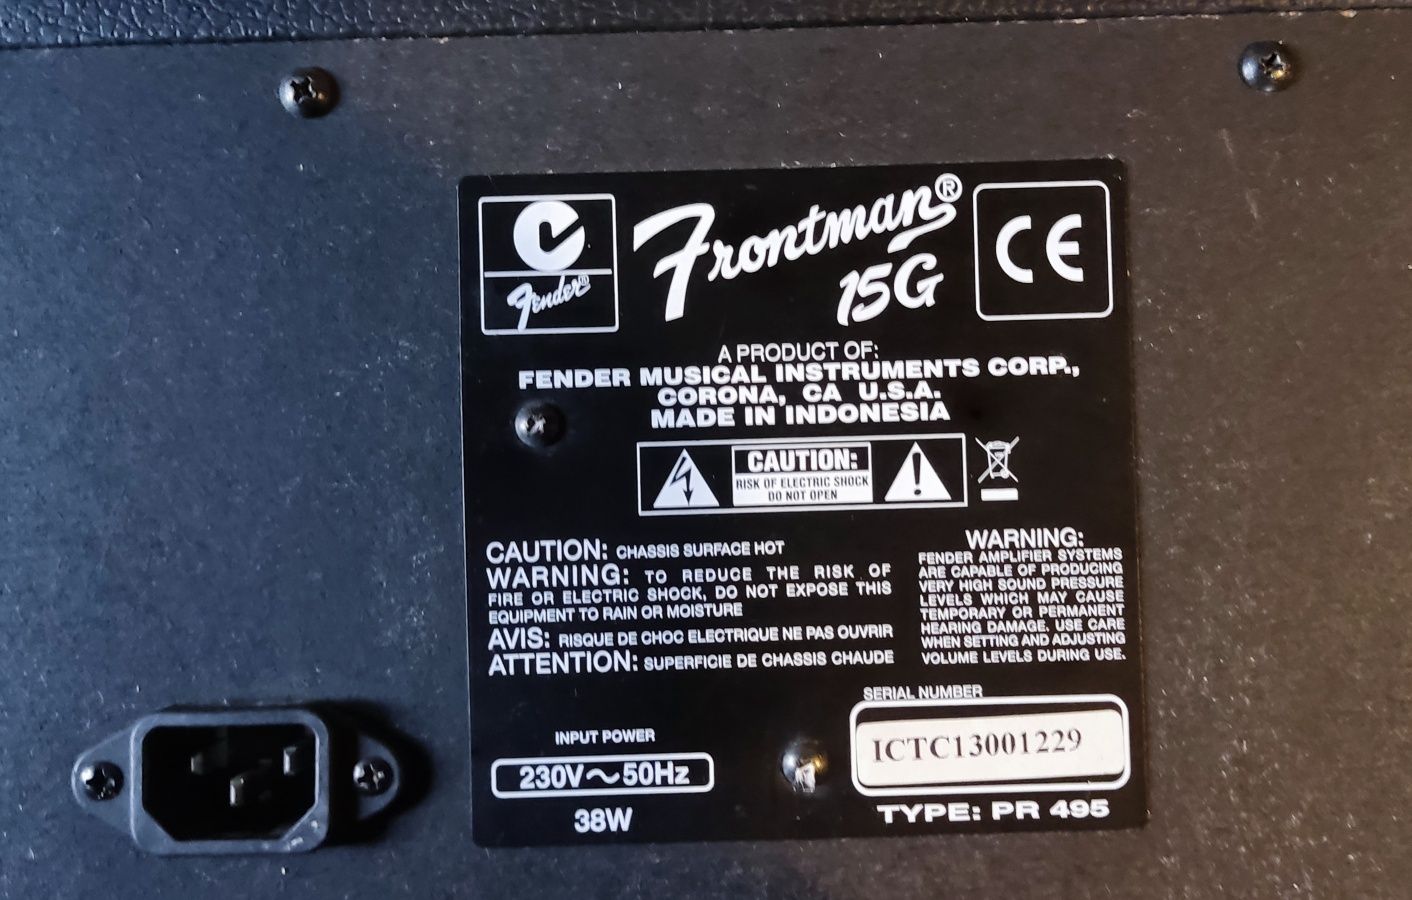 Fender®
Frontman®
15G
CE
A PRODUCT OF:
FENDER MUSICAL INSTRUMENTS CORP.,
CORONA, CA U.S.A.
MADE IN INDONESIA
CAUTION:
RISK OF ELECTRIC SHOCK
DO NOT OPEN
CAUTION: CHASSIS SURFACE HOT
WARNING: TO REDUCE THE RISK OF
FIRE OR ELECTRIC SHOCK, DO NOT EXPOSE THIS
EQUIPMENT TO RAIN OR MOISTURE
AVIS: RISQUE DE CHOC ELECTRIQUE NE PAS OUVRIR
ATTENTION: SUPERFICIE DE CHASSIS CHAUDE
WARNING:
FENDER AMPLIFIER SYSTEMS
ARE CAPABLE OF PRODUCING
VERY HIGH SOUND PRESSURE
LEVELS WHICH MAY CAUSE
TEMPORARY OR PERMANENT
HEARING DAMAGE. USE CARE
WHEN SETTING AND ADJUSTING
VOLUME LEVELS DURING USE.
INPUT POWER
230V～50Hz
38W
SERIAL NUMBER
ICTC13001229
TYPE: PR 495